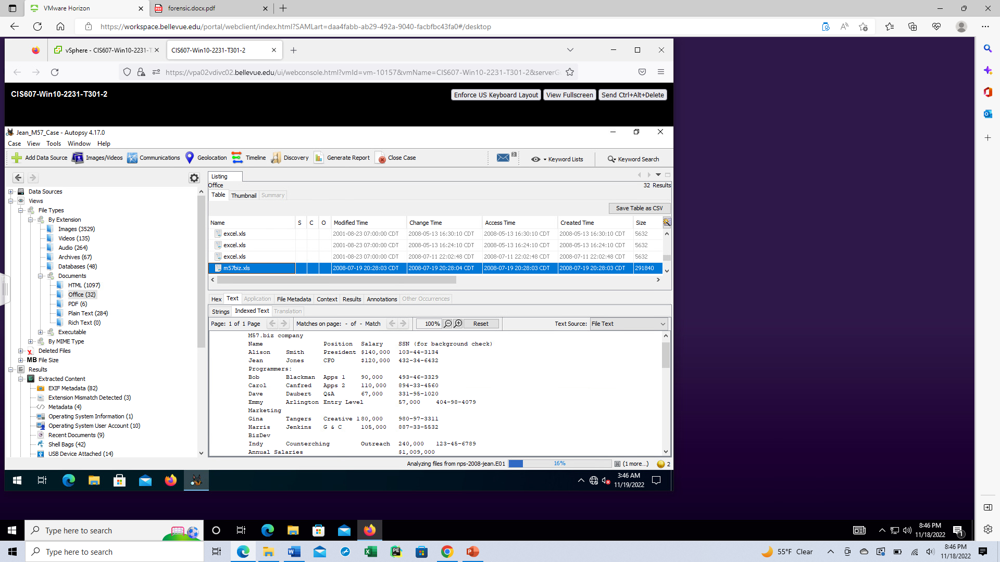 VMware Horizon
forensic.docx.pdf
https://workspace.bellevue.edu/portal/webclient/index.html?SAMLart=daa4fabb-ab29-492a-9040-facbfbc43fa0#/desktop
vSphere - CIS607-Win10-2231-T
CIS607-Win10-2231-T301-2
https://vpa02vdivc02.bellevue.edu/ui/webconsole.html?vmId=vm-10157&vmName=CIS607-Win10-2231-T301-2&serverG
CIS607-Win10-2231-T301-2
Enforce US Keyboard Layout View Fullscreen Send Ctrl+Alt+Delete
Jean_M57_Case - Autopsy 4.17.0
Case View Tools Window Help
Add Data Source Images/Videos Communications Geolocation Timeline Discovery Generate Report Close Case 3 Keyword Lists Keyword Search
Data Sources
Views
File Types
By Extension
Images (3529)
Videos (135)
Audio (264)
Archives (67)
Databases (48)
Documents
HTML (1097)
Office (32)
PDF (6)
Plain Text (284)
Rich Text (0)
Executable
By MIME Type
Deleted Files
MB File Size
Results
Extracted Content
EXIF Metadata (82)
Extension Mismatch Detected (3)
Metadata (4)
Operating System Information (1)
Operating System User Account (10)
Recent Documents (9)
Shell Bags (42)
USB Device Attached (14)
Listing
Office 32 Results
Table Thumbnail Summary
Save Table as CSV
Name S C O Modified Time Change Time Access Time Created Time Size
excel.xls 2001-08-23 07:00:00 CDT 2008-05-13 16:30:10 CDT 2008-05-13 16:30:10 CDT 2008-05-13 16:30:10 CDT 5632
excel.xls 2001-08-23 07:00:00 CDT 2008-05-13 16:24:10 CDT 2008-05-13 16:24:10 CDT 2008-05-13 16:24:10 CDT 5632
excel.xls 2001-08-23 07:00:00 CDT 2008-07-11 22:02:48 CDT 2008-07-11 22:02:48 CDT 2008-07-11 22:02:48 CDT 5632
m57biz.xls 2008-07-19 20:28:03 CDT 2008-07-19 20:28:04 CDT 2008-07-19 20:28:03 CDT 2008-07-19 20:28:03 CDT 291840
Hex Text Application File Metadata Context Results Annotations Other Occurrences
Strings Indexed Text Translation
Page: 1 of 1 Page Matches on page: - of - Match 100% Reset Text Source: File Text
M57.biz company
Name Position Salary SSN (for background check)
Alison Smith President $140,000 103-44-3134
Jean Jones CFO $120,000 432-34-6432
Programmers:
Bob Blackman Apps 1 90,000 493-46-3329
Carol Canfred Apps 2 110,000 894-33-4560
Dave Daubert Q&A 67,000 331-95-1020
Emmy Arlington Entry Level 57,000 404-98-4079
Marketing
Gina Tangers Creative 1 80,000 980-97-3311
Harris Jenkins G & C 105,000 887-33-5532
BizDev
Indy Counterching Outreach 240,000 123-45-6789
Annual Salaries $1,009,000
Analyzing files from nps-2008-jean.E01 16% (1 more...) 2
3:46 AM
11/19/2022
Type here to search
8:46 PM
11/18/2022
1
Type here to search
55°F Clear
8:46 PM
11/18/2022